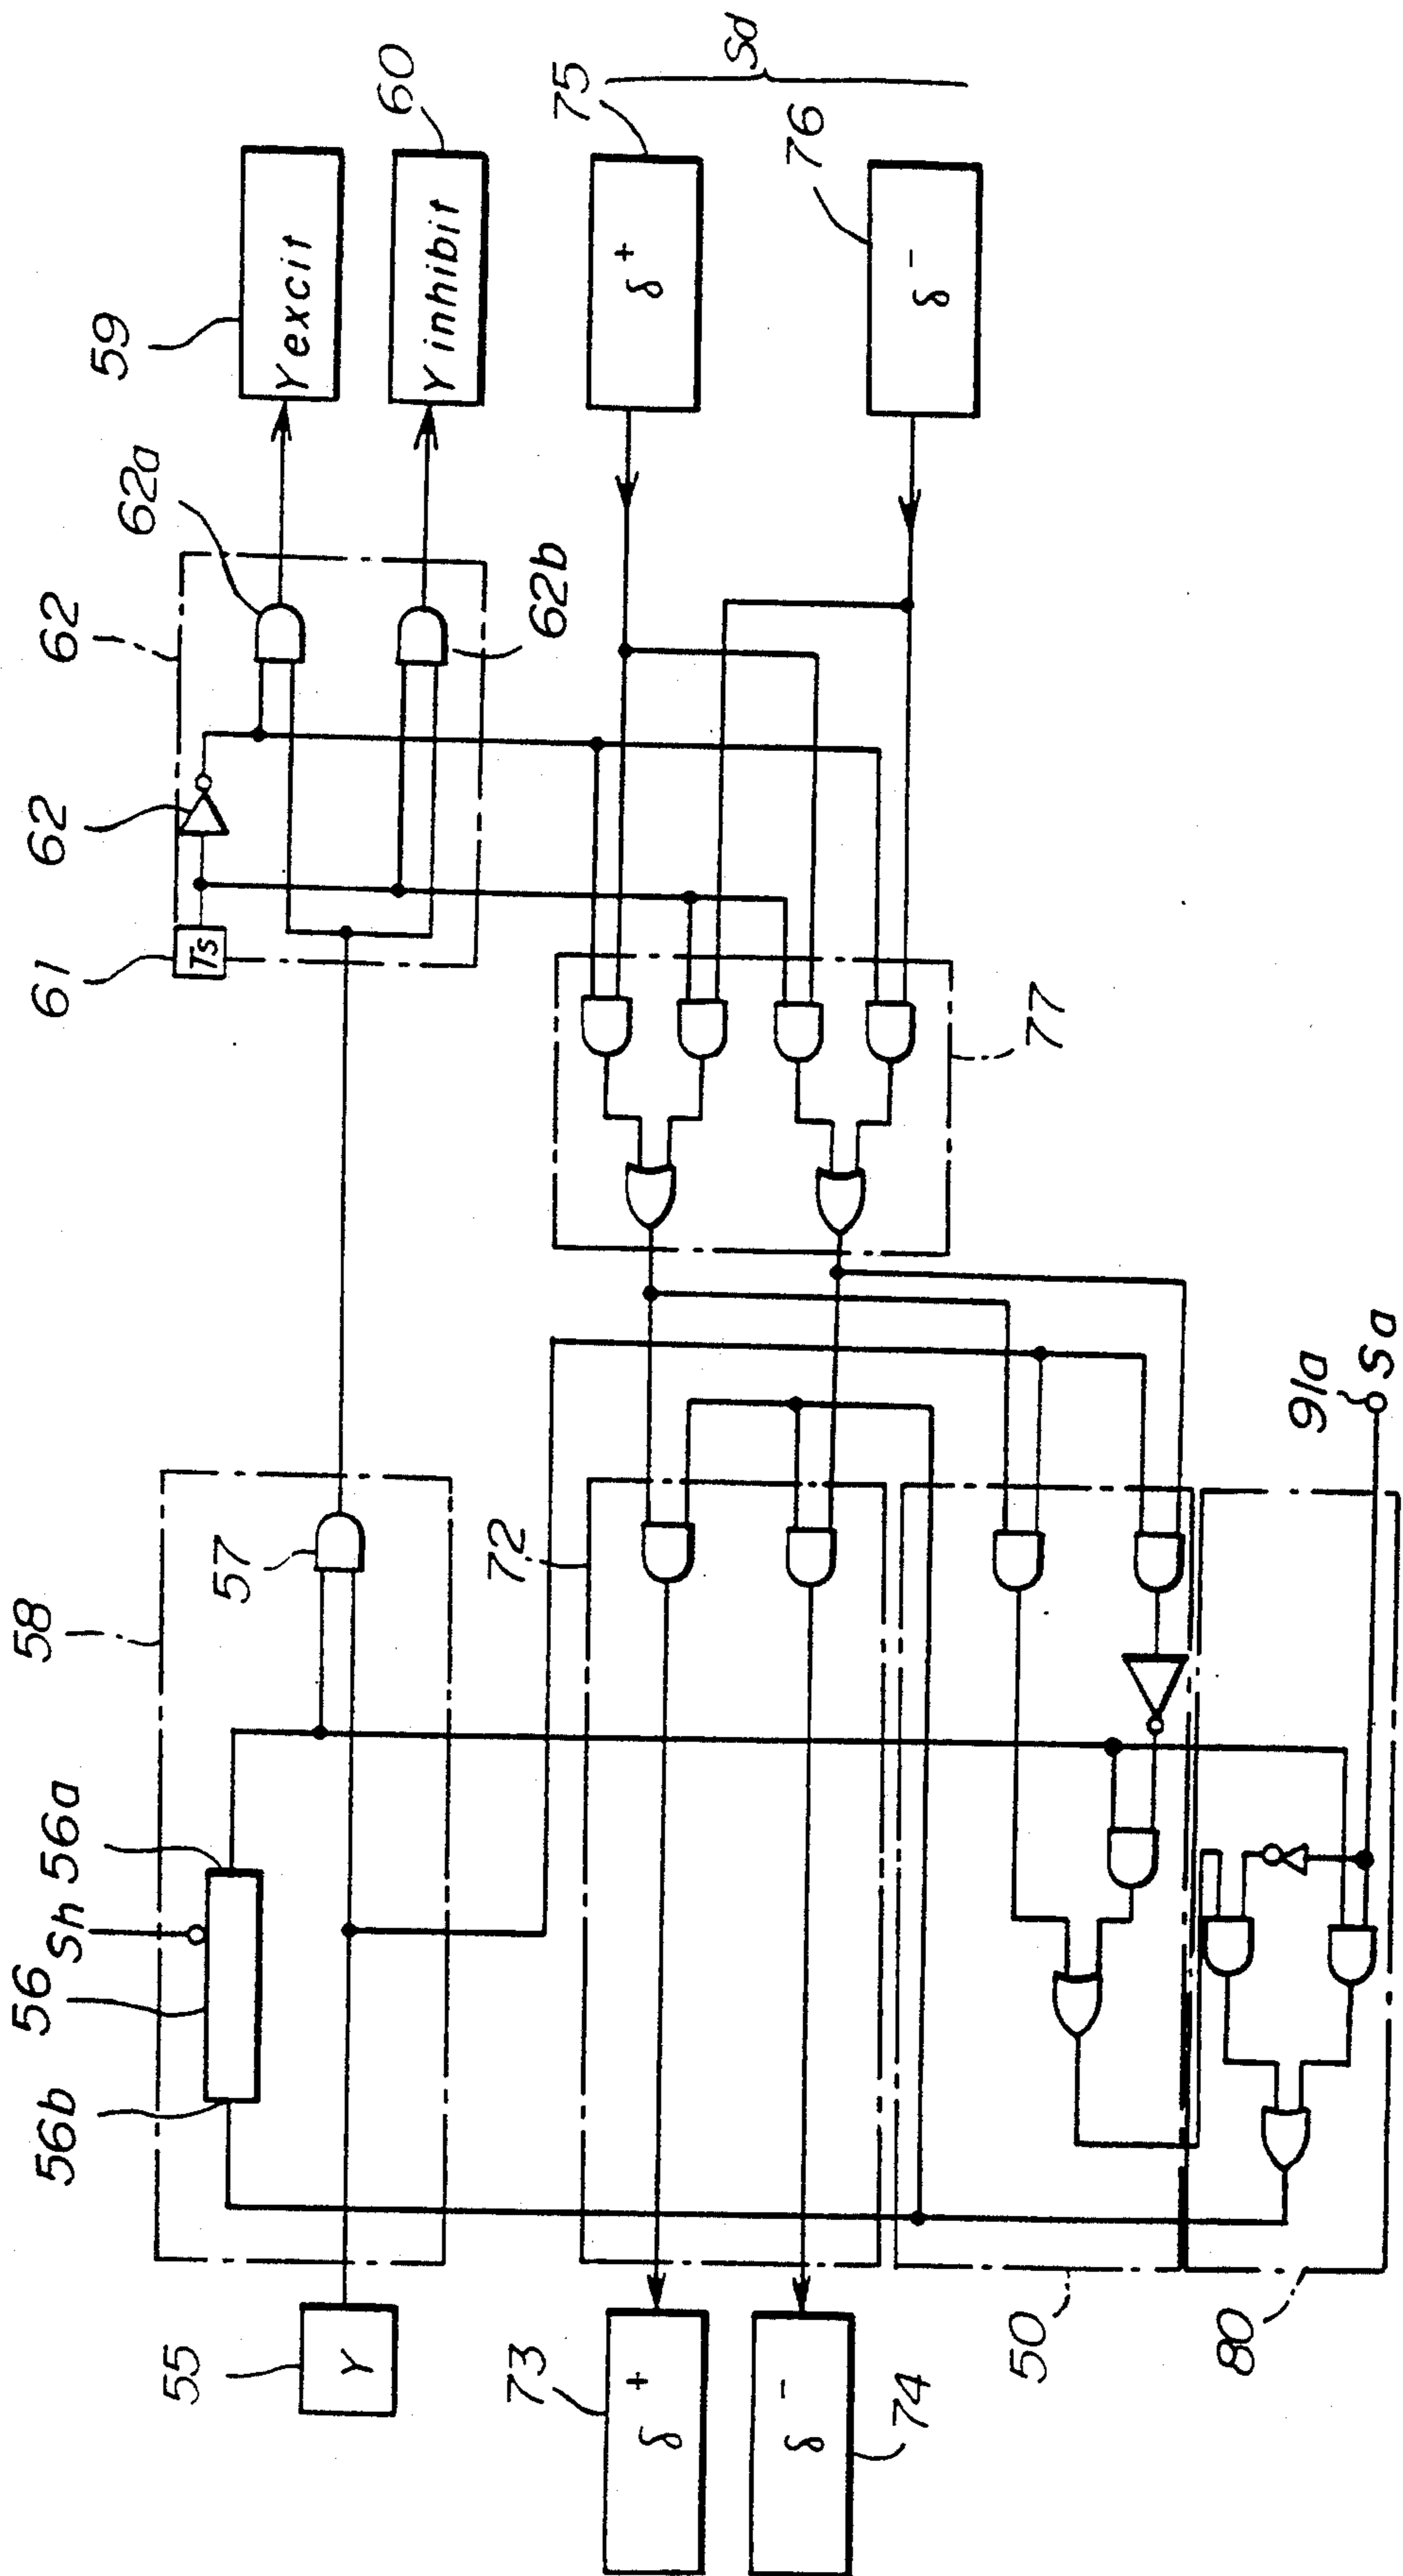 58
56b
56
Sh
56a
57
55
Y
61
Ts
62
62
62a
62b
59
Y excit
60
Y inhibit
73
δ +
74
δ -
72
77
75
δ +
76
δ -
Sd
50
80
91a
Sa